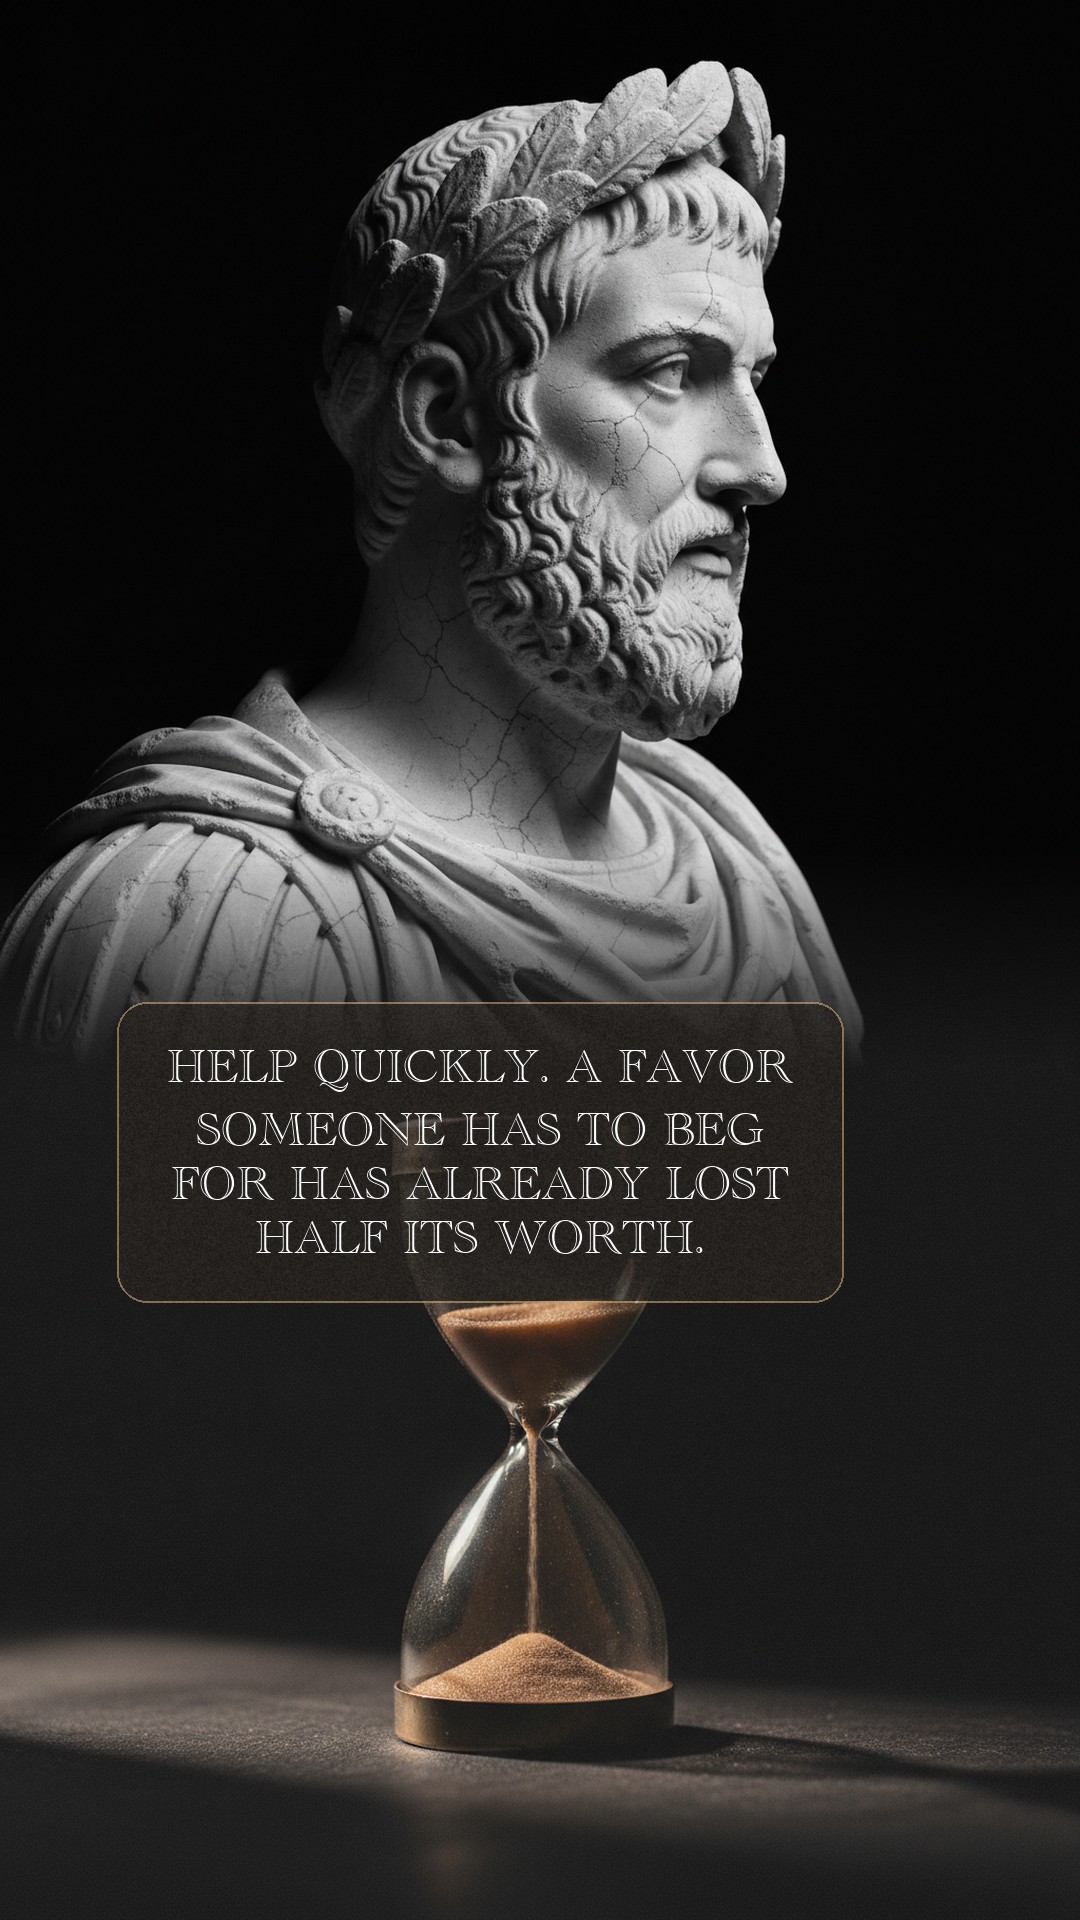 HELP QUICKLY. A FAVOR
SOMEONE HAS TO BEG
FOR HAS ALREADY LOST
HALF ITS WORTH.